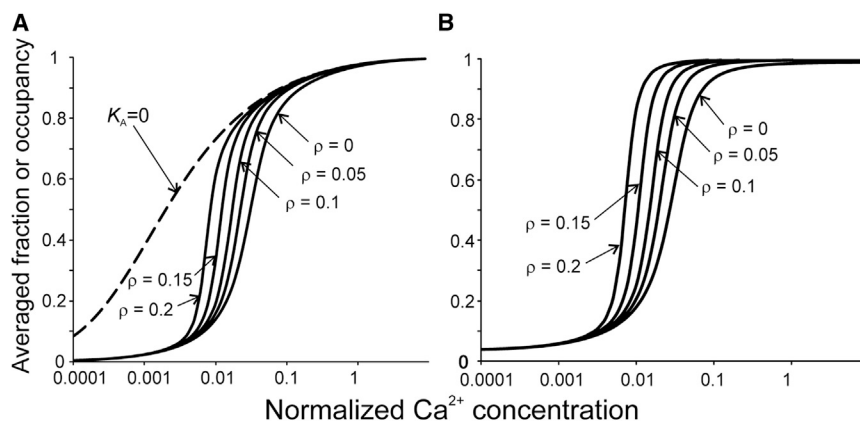 A
B
Averaged fraction or occupancy
1
0.8
0.6
0.4
0.2
0
K_A=0
ρ = 0
ρ = 0.05
ρ = 0.1
ρ = 0.15
ρ = 0.2
0.0001
0.001
0.01
0.1
1
1
0.8
0.6
0.4
0.2
0
ρ = 0
ρ = 0.05
ρ = 0.1
ρ = 0.15
ρ = 0.2
0.0001
0.001
0.01
0.1
1
Normalized Ca²⁺ concentration